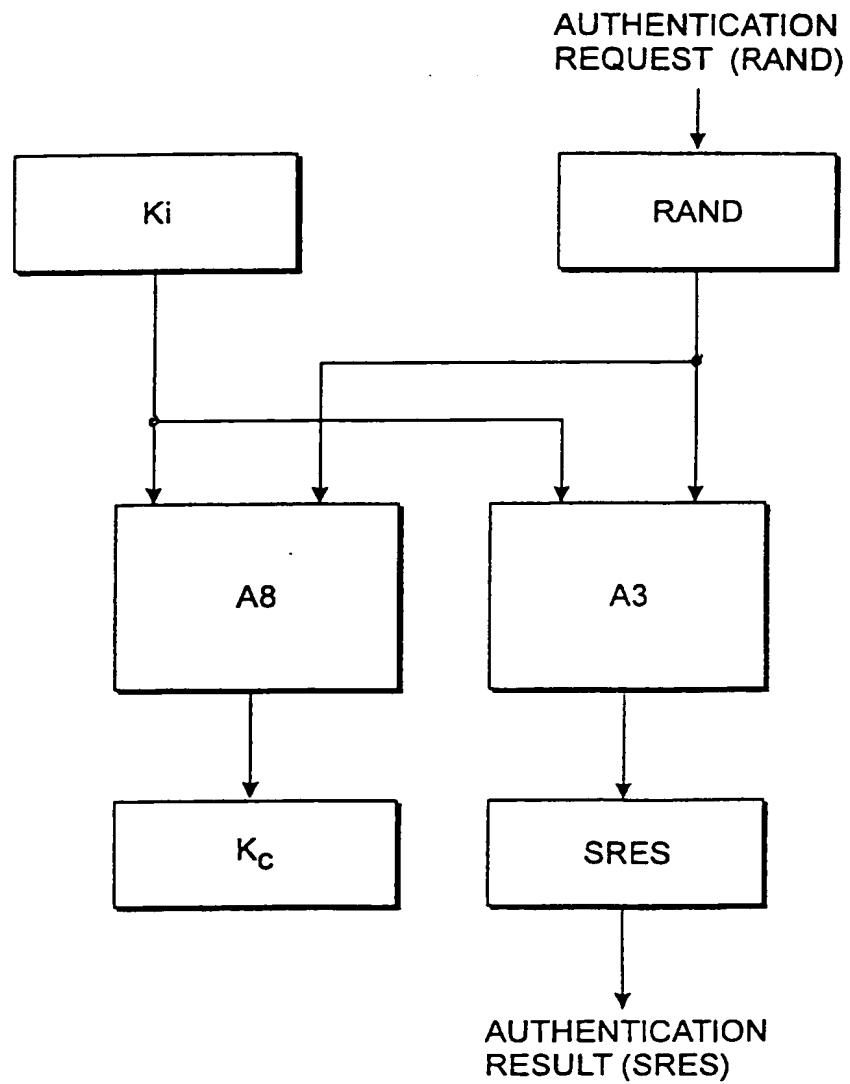 AUTHENTICATION
REQUEST (RAND)
Ki
RAND
A8
A3
Kc
SRES
AUTHENTICATION
RESULT (SRES)